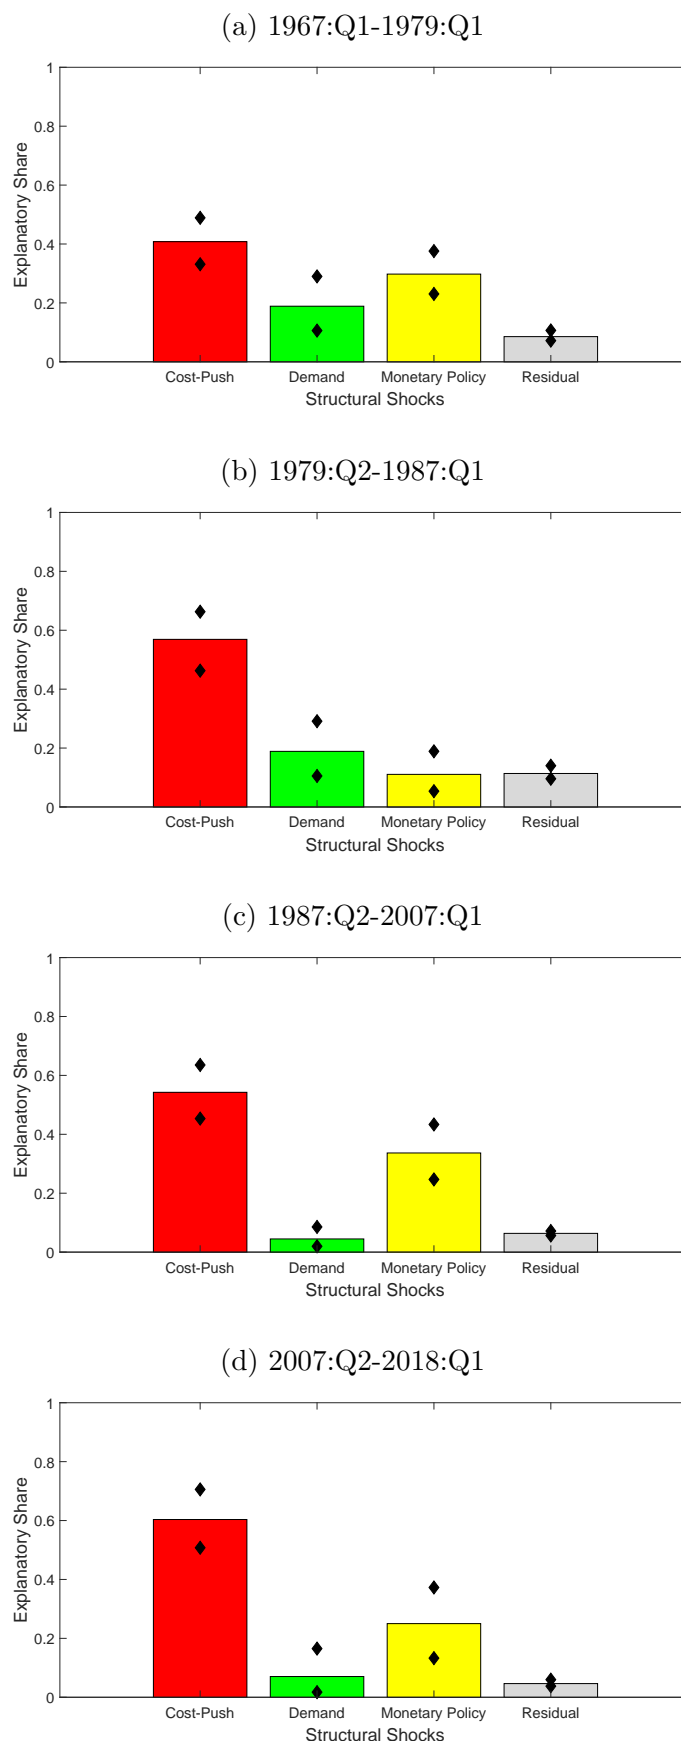 (a) 1967:Q1-1979:Q1
1
0.8
0.6
0.4
0.2
0
Explanatory Share
Cost-Push Demand Monetary Policy Residual
Structural Shocks
(b) 1979:Q2-1987:Q1
1
0.8
0.6
0.4
0.2
0
Explanatory Share
Cost-Push Demand Monetary Policy Residual
Structural Shocks
(c) 1987:Q2-2007:Q1
1
0.8
0.6
0.4
0.2
0
Explanatory Share
Cost-Push Demand Monetary Policy Residual
Structural Shocks
(d) 2007:Q2-2018:Q1
1
0.8
0.6
0.4
0.2
0
Explanatory Share
Cost-Push Demand Monetary Policy Residual
Structural Shocks